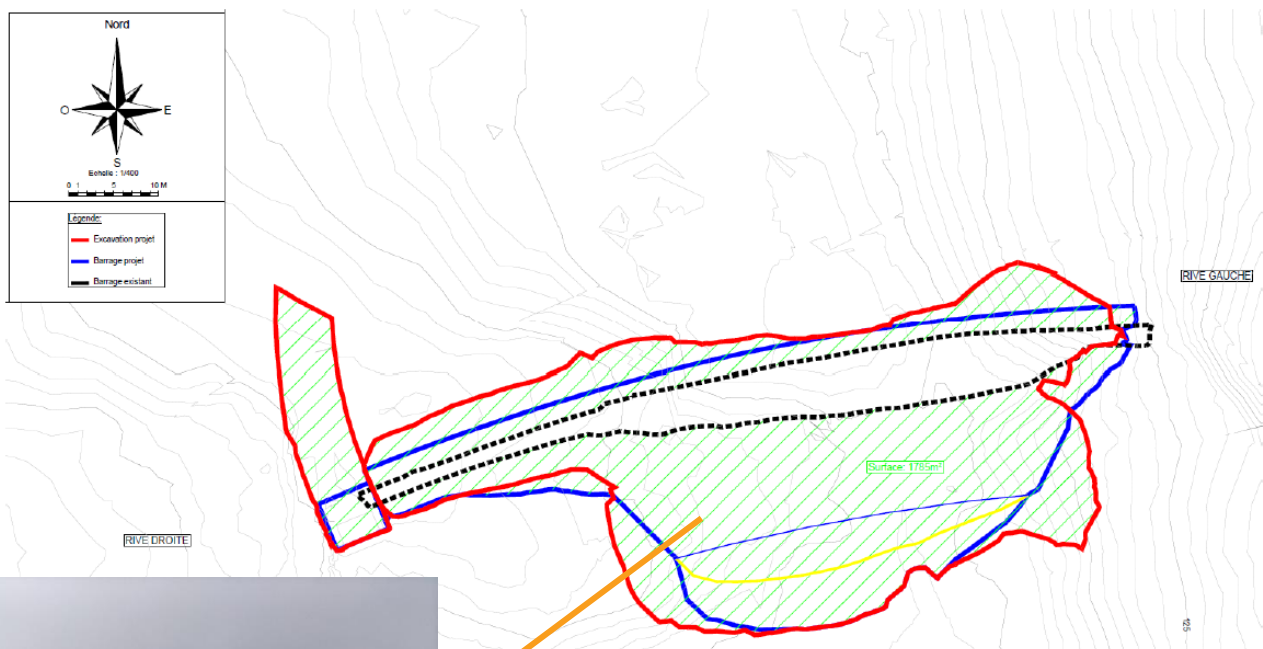 Nord
O
E
S
Echelle : 1/400
0 1 5 10 M
Légende:
Excavation projet
Barrage projet
Barrage existant
RIVE GAUCHE
Surface: 1785m²
RIVE DROITE
125